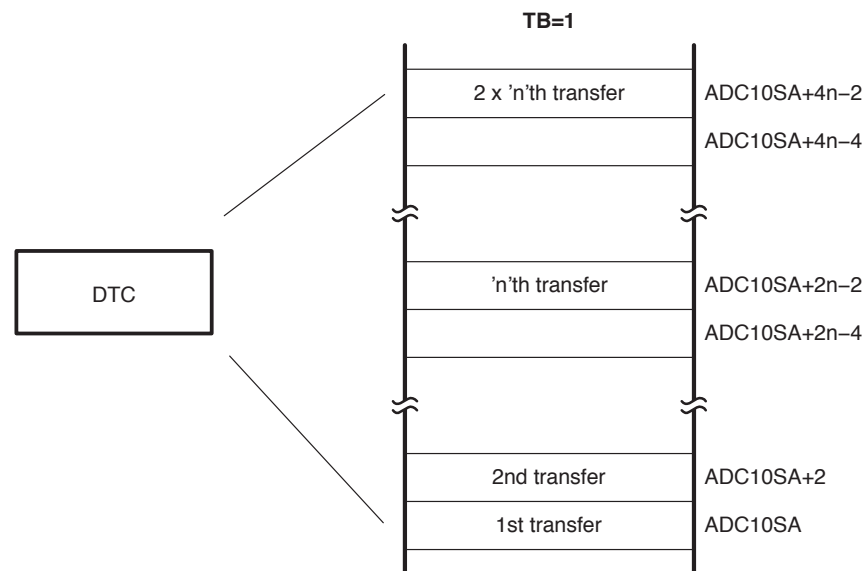 TB=1
2 x ’n’th transfer ADC10SA+4n−2
ADC10SA+4n−4
DTC
’n’th transfer ADC10SA+2n−2
ADC10SA+2n−4
2nd transfer ADC10SA+2
1st transfer ADC10SA